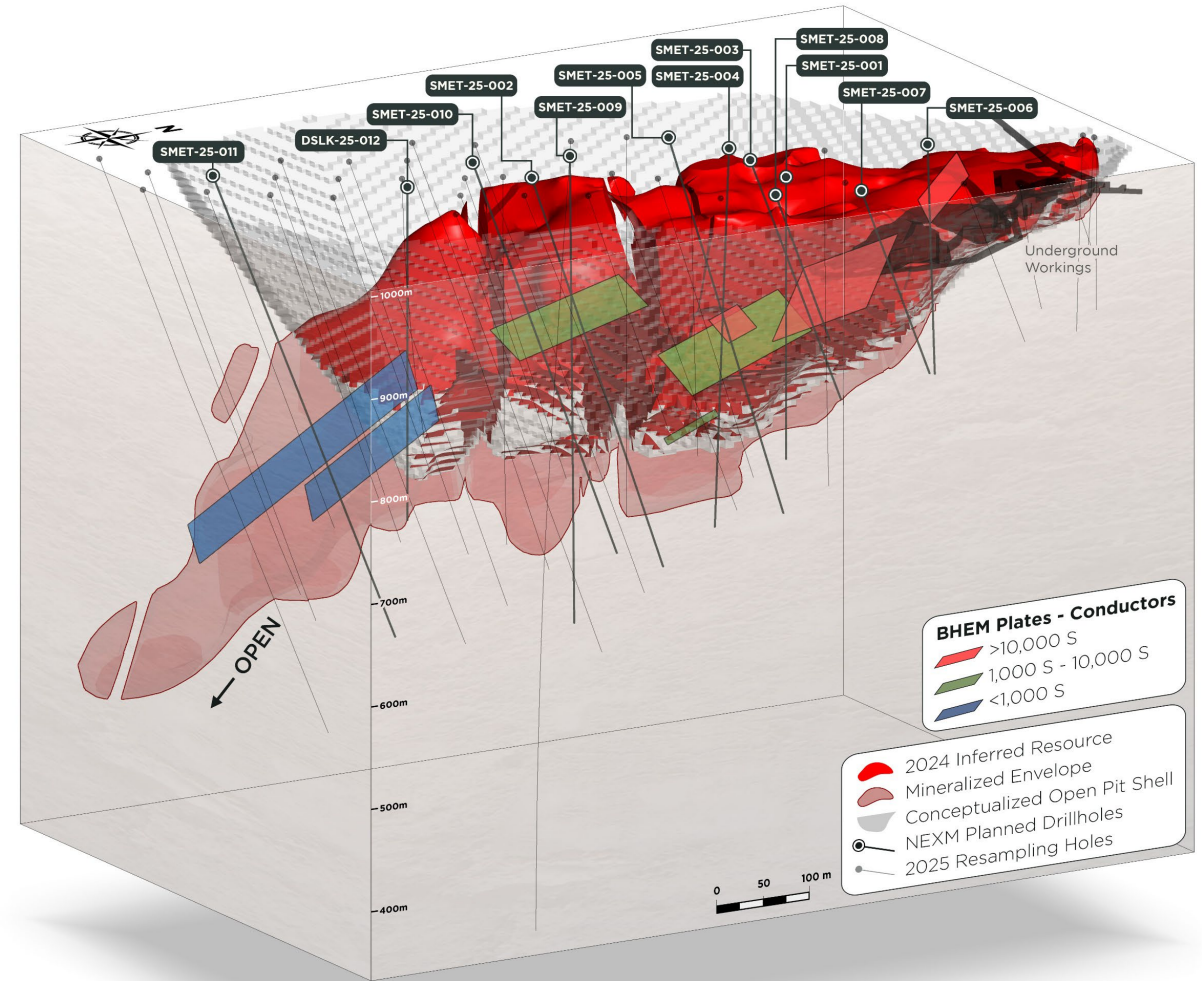 SMET-25-008
SMET-25-003
SMET-25-001
SMET-25-005
SMET-25-004
SMET-25-002
SMET-25-007
SMET-25-009
SMET-25-006
SMET-25-010
N
DSLK-25-012
SMET-25-011
Underground
Workings
1000m
900m
800m
700m
600m
500m
400m
OPEN
BHEM Plates - Conductors
>10,000 S
1,000 S - 10,000 S
<1,000 S
2024 Inferred Resource
Mineralized Envelope
Conceptualized Open Pit Shell
NEXM Planned Drillholes
2025 Resampling Holes
0 50 100 m